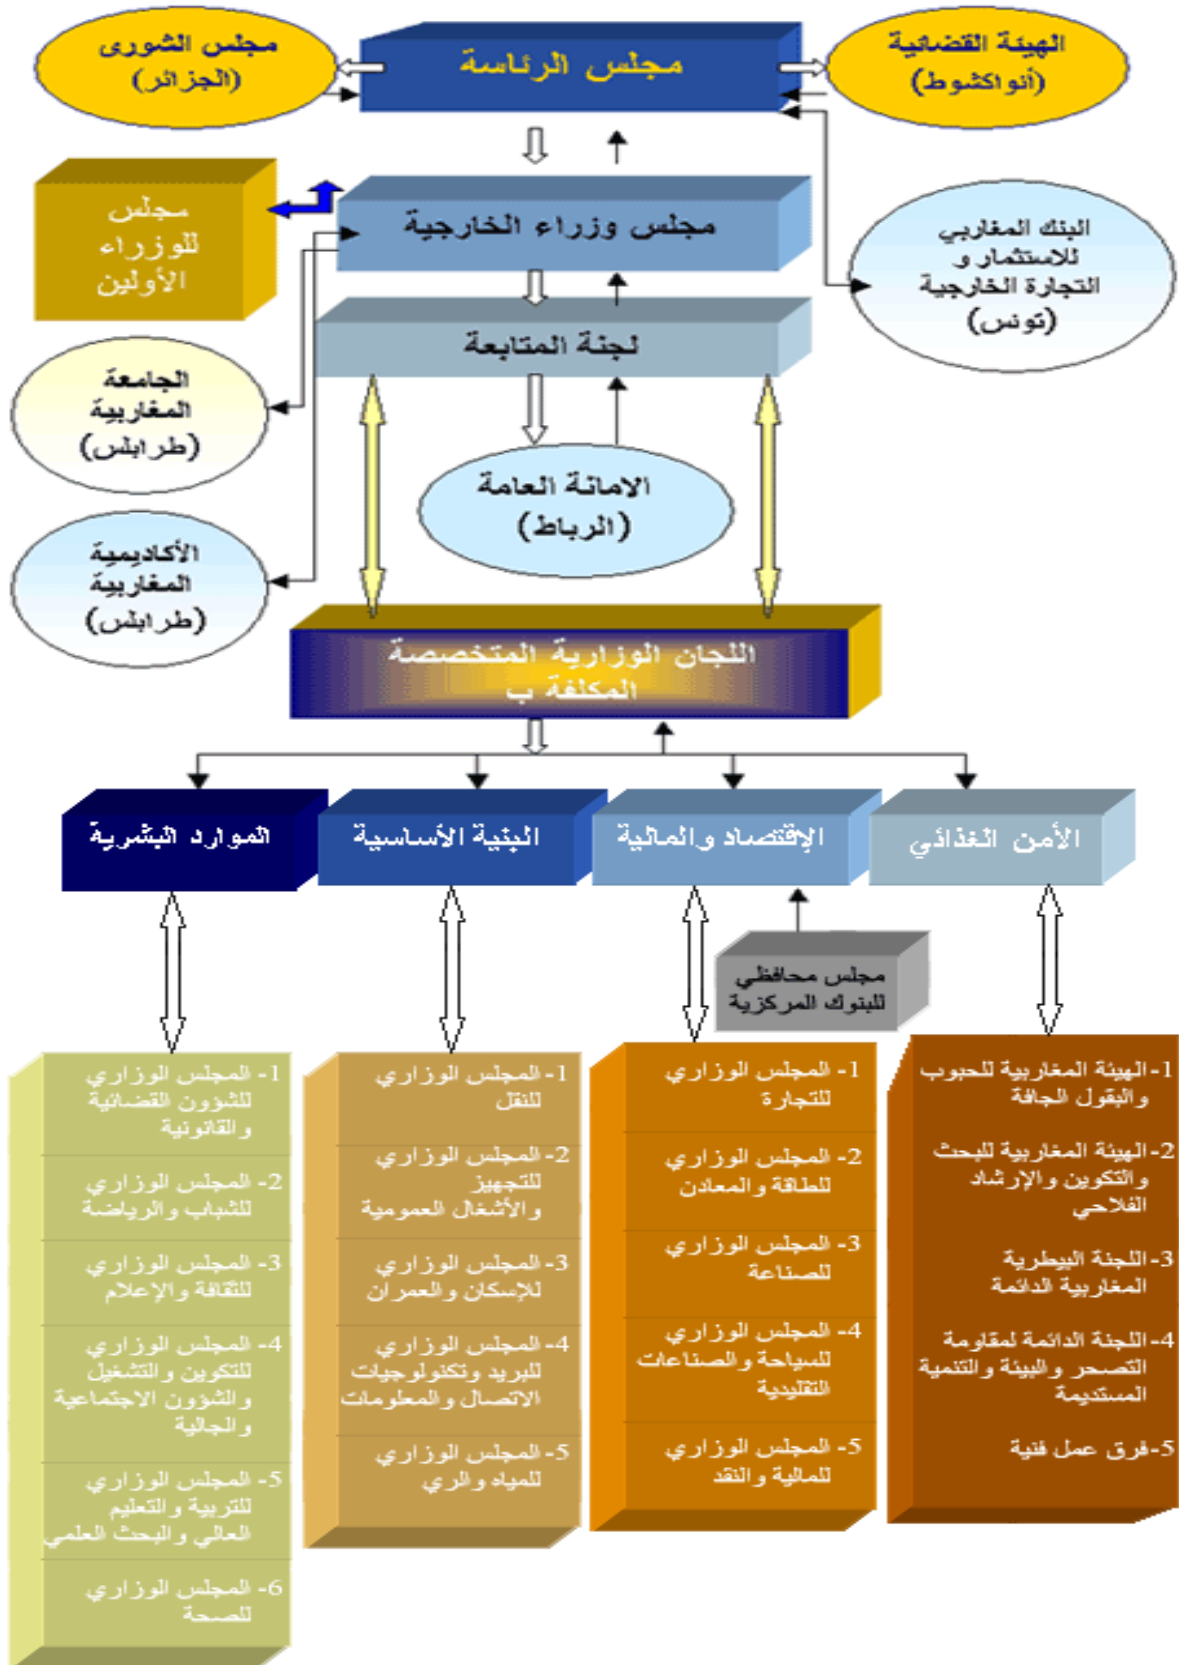 الهيئة القضائية
(أنواكشوط)
مجلس الرئاسة
مجلس الشورى
(الجزائر)
مجلس وزراء الخارجية
مجلس
للوزراء
الأولين
البنك المغاربي
للاستثمار و
التجارة الخارجية
(تونس)
لجنة المتابعة
الجامعة
المغاربية
(طرابلس)
الامانة العامة
(الرباط)
الأكاديمية
المغاربية
(طرابلس)
اللجان الوزارية المتخصصة
المكلفة ب
الأمن الغذائي
الإقتصاد والمالية
البنية الأساسية
الموارد البشرية
مجلس محافظي
للبنوك المركزية
1- الهيئة المغاربية للحبوب
والبقول الجافة
2- الهيئة المغاربية للبحث
والتكوين والإرشاد
الفلاحي
3- اللجنة البيطرية
المغاربية الدائمة
4- اللجنة الدائمة لمقاومة
التصحر والبيئة والتنمية
المستديمة
5- فرق عمل فنية
1- المجلس الوزاري
للتجارة
2- المجلس الوزاري
للطاقة والمعادن
3- المجلس الوزاري
للصناعة
4- المجلس الوزاري
للسياحة والصناعات
التقليدية
5- المجلس الوزاري
للمالية والنقد
1- المجلس الوزاري
للنقل
2- المجلس الوزاري
للتجهيز
والأشغال العمومية
3- المجلس الوزاري
للإسكان والعمران
4- المجلس الوزاري
للبريد وتكنولوجيات
الاتصال والمعلومات
5- المجلس الوزاري
للمياه والري
1- المجلس الوزاري
للشؤون القضائية
والقانونية
2- المجلس الوزاري
للشباب والرياضة
3- المجلس الوزاري
للثقافة والإعلام
4- المجلس الوزاري
للتكوين والتشغيل
والشؤون الاجتماعية
والجالية
5- المجلس الوزاري
للتربية والتعليم
العالي والبحث العلمي
6- المجلس الوزاري
للصحة